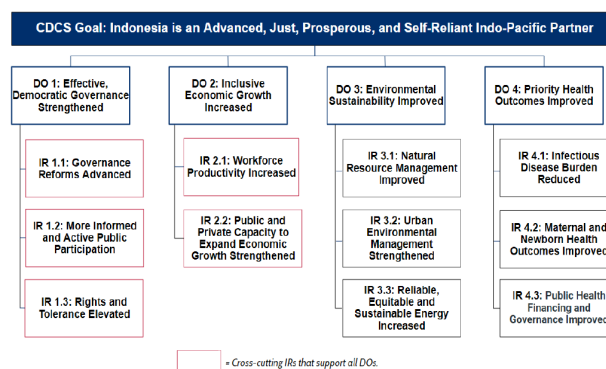 CDCS Goal: Indonesia is an Advanced, Just, Prosperous, and Self-Reliant Indo-Pacific Partner
DO 1: Effective,
Democratic Governance
Strengthened
IR 1.1: Governance
Reforms Advanced
IR 1.2: More Informed
and Active Public
Participation
IR 1.3: Rights and
Tolerance Elevated
DO 2: Inclusive
Economic Growth
Increased
IR 2.1: Workforce
Productivity Increased
IR 2.2: Public and
Private Capacity to
Expand Economic
Growth Strengthened
DO 3: Environmental
Sustainability Improved
IR 3.1: Natural
Resource Management
Improved
IR 3.2: Urban
Environmental
Management
Strengthened
IR 3.3: Reliable,
Equitable and
Sustainable Energy
Increased
DO 4: Priority Health
Outcomes Improved
IR 4.1: Infectious
Disease Burden
Reduced
IR 4.2: Maternal and
Newborn Health
Outcomes Improved
IR 4.3: Public Health
Financing and
Governance Improved
= Cross-cutting IRs that support all DOs.